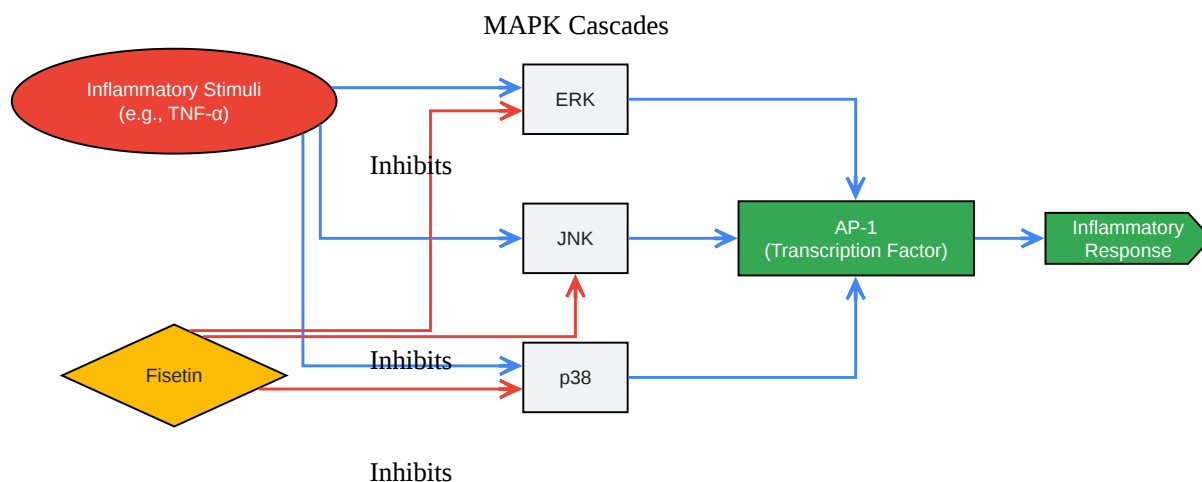 MAPK Cascades
Inflammatory Stimuli
(e.g., TNF-α)
ERK
Inhibits
JNK
AP-1
(Transcription Factor)
Inflammatory
Response
Fisetin
Inhibits
p38
Inhibits